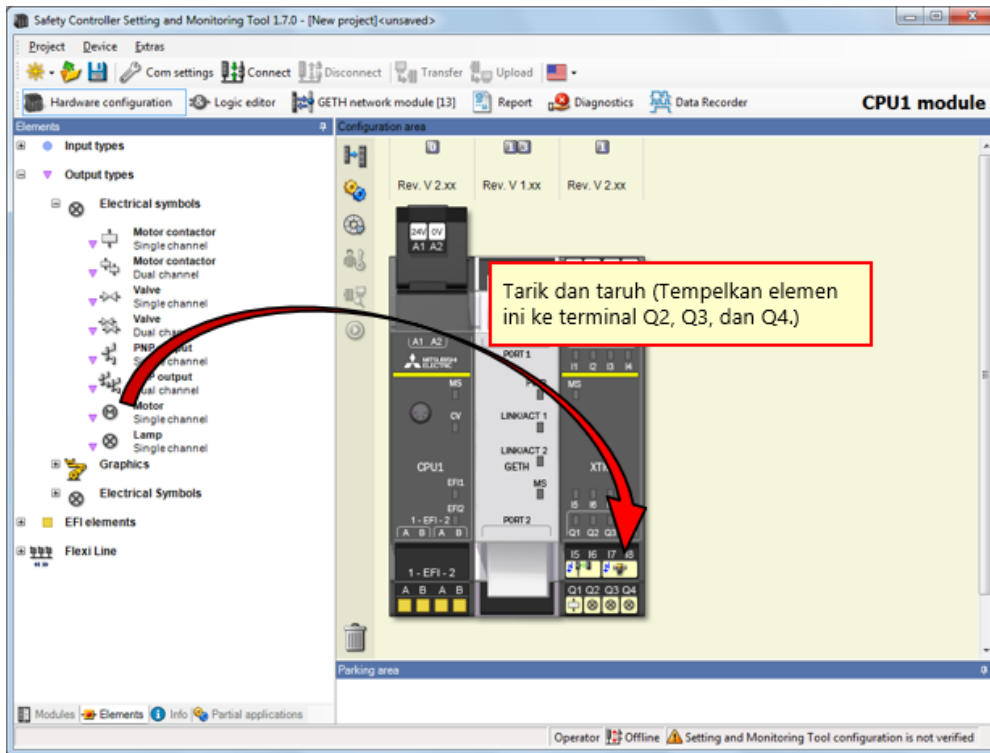 Safety Controller Setting and Monitoring Tool 1.7.0 - [New project]<unsaved>
Project Device Extras
Com settings Connect Disconnect Transfer Upload
Hardware configuration Logic editor GETH network module [13] Report Diagnostics Data Recorder CPU1 module
Elements
Configuration area
Input types
Output types
Electrical symbols
Motor contactor
Single channel
Motor contactor
Dual channel
Valve
Single channel
Valve
Dual channel
Single channel
output
Dual channel
Motor
Single channel
Lamp
Single channel
Graphics
Electrical Symbols
EFI elements
Flexi Line
Rev. V 2.xx Rev. V 1.xx Rev. V 2.xx
24V 0V
A1 A2
Tarik dan taruh (Tempelkan elemen
ini ke terminal Q2, Q3, dan Q4.)
A1 A2 PORT 1 I1 I2 I3 I4
MITSUBISHI
ELECTRIC
MS MS
CV LINK/ACT 1
LINK/ACT 2
CPU1 GETH
EFI1 MS
EFI2
1 - EFI - 2 PORT 2 Q1 Q2 Q3
A B A B
I5 I6 I7 I8
1 - EFI - 2
A B A B Q1 Q2 Q3 Q4
Parking area
Modules Elements Info Partial applications
Operator Offline Setting and Monitoring Tool configuration is not verified